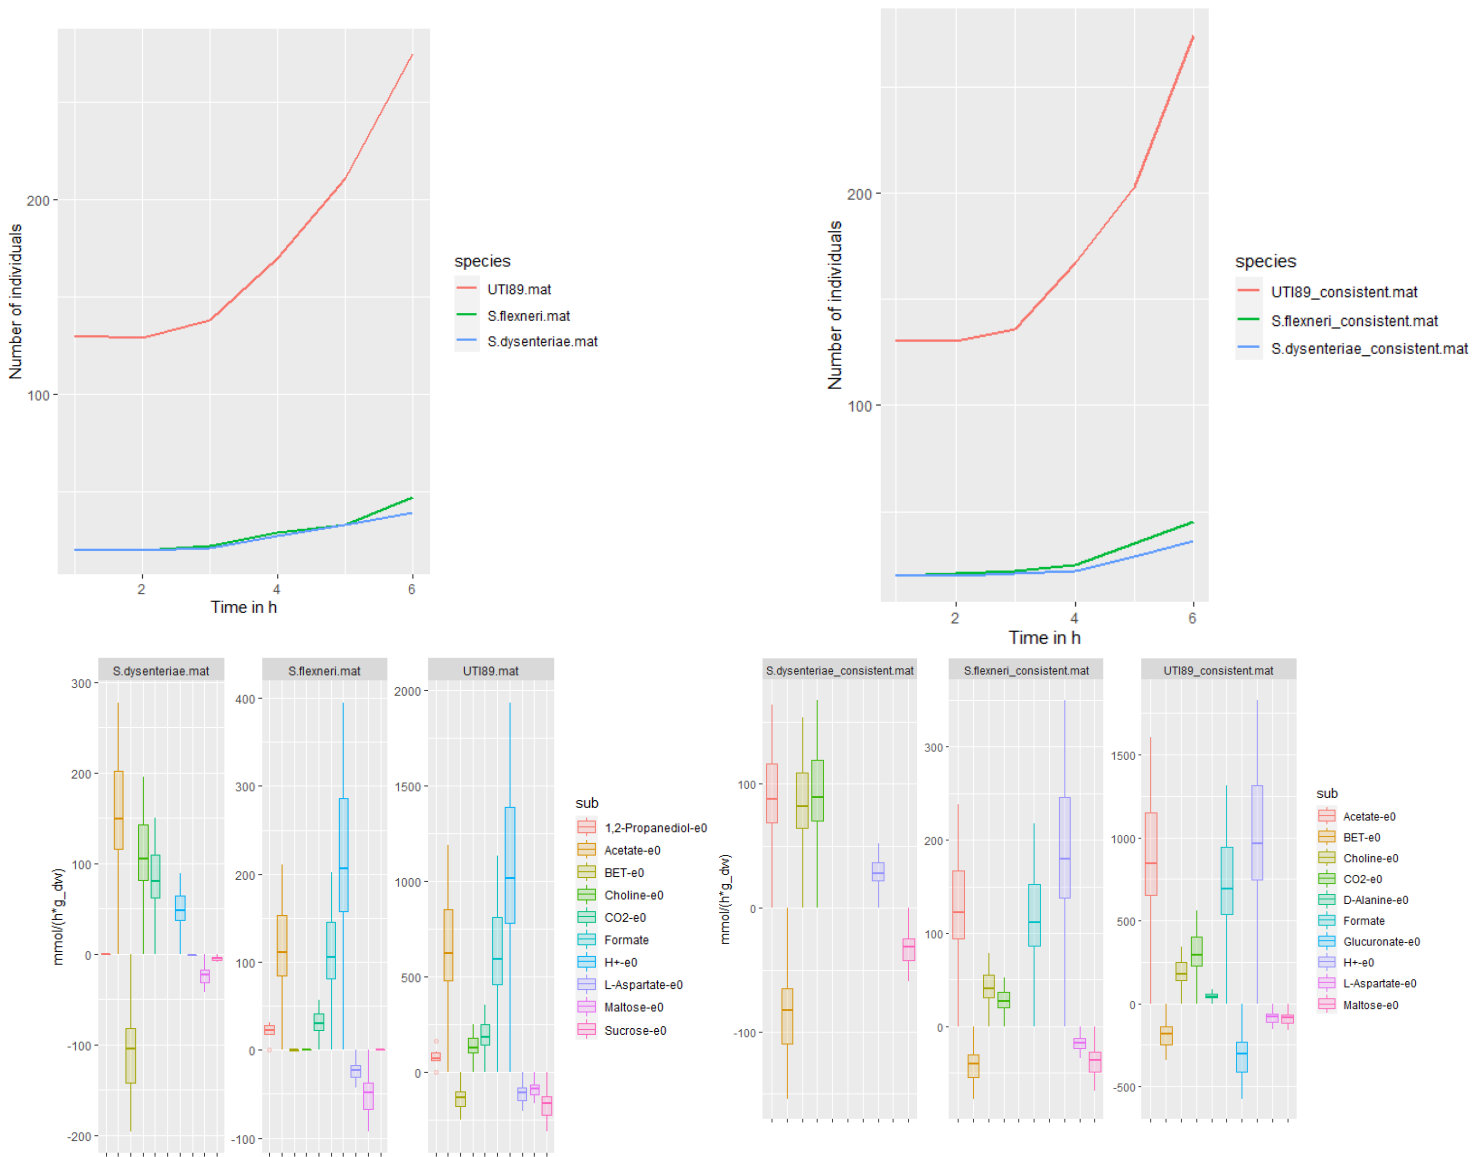 Number of individuals
200
100
2
4
6
Time in h
species
UTI89.mat
S.flexneri.mat
S.dysenteriae.mat
Number of individuals
200
100
2
4
6
Time in h
species
UTI89_consistent.mat
S.flexneri_consistent.mat
S.dysenteriae_consistent.mat
mmol/(h*g_dw)
S.dysenteriae.mat
300
200
100
0
-100
-200
S.flexneri.mat
400
300
200
100
0
-100
UTI89.mat
2000
1500
1000
500
0
sub
1,2-Propanediol-e0
Acetate-e0
BET-e0
Choline-e0
CO2-e0
Formate
H+-e0
L-Aspartate-e0
Maltose-e0
Sucrose-e0
mmol/(h*g_dw)
S.dysenteriae_consistent.mat
100
0
-100
S.flexneri_consistent.mat
300
200
100
0
UTI89_consistent.mat
1500
1000
500
0
-500
sub
Acetate-e0
BET-e0
Choline-e0
CO2-e0
D-Alanine-e0
Formate
Glucuronate-e0
H+-e0
L-Aspartate-e0
Maltose-e0